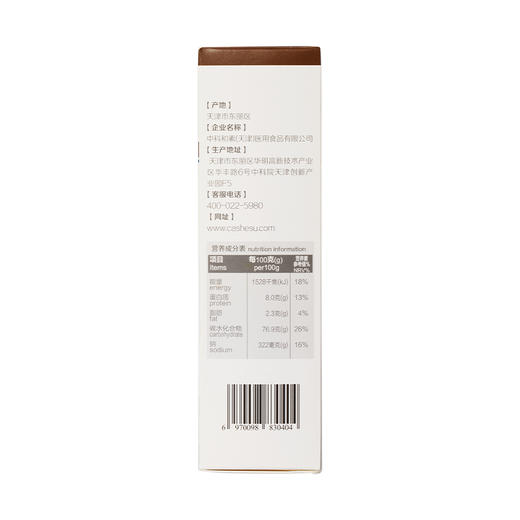 【 产地 】
天津市东丽区
【 企业名称 】
中科和素(天津)医用食品有限公司
【 生产地址 】
天津市东丽区华明高新技术产业
区华丰路6号中科院天津创新产
业园F5
【 客服电话 】
400-022-5980
【 网址 】
www.cashesu.com
营养成分表 nutrition information
项目 每100克(g) 营养素参考值%
Items per100g NRV%
能量 1528千焦(kJ) 18%
energy
蛋白质 8.0克(g) 13%
protein
脂肪 2.3克(g) 4%
fat
碳水化合物 76.9克(g) 26%
carbohydrate
钠 322毫克(g) 16%
sodium
6 970098 830404